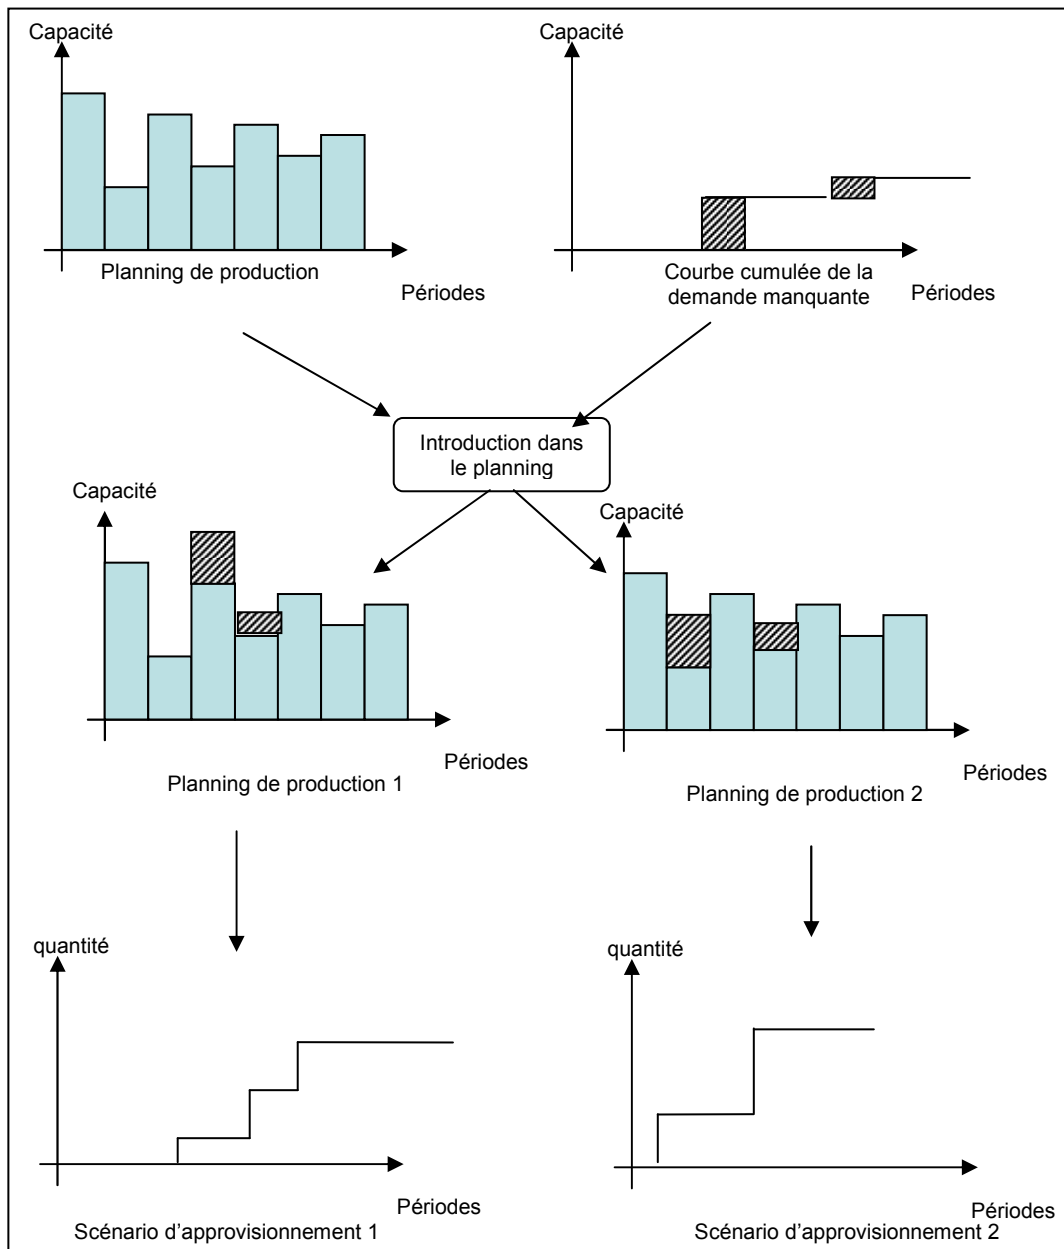 Capacité
Capacité
Planning de production
Périodes
Courbe cumulée de la
demande manquante
Périodes
Introduction dans
le planning
Capacité
Capacité
Périodes
Planning de production 1
Périodes
Planning de production 2
quantité
quantité
Périodes
Scénario d'approvisionnement 1
Périodes
Scénario d'approvisionnement 2